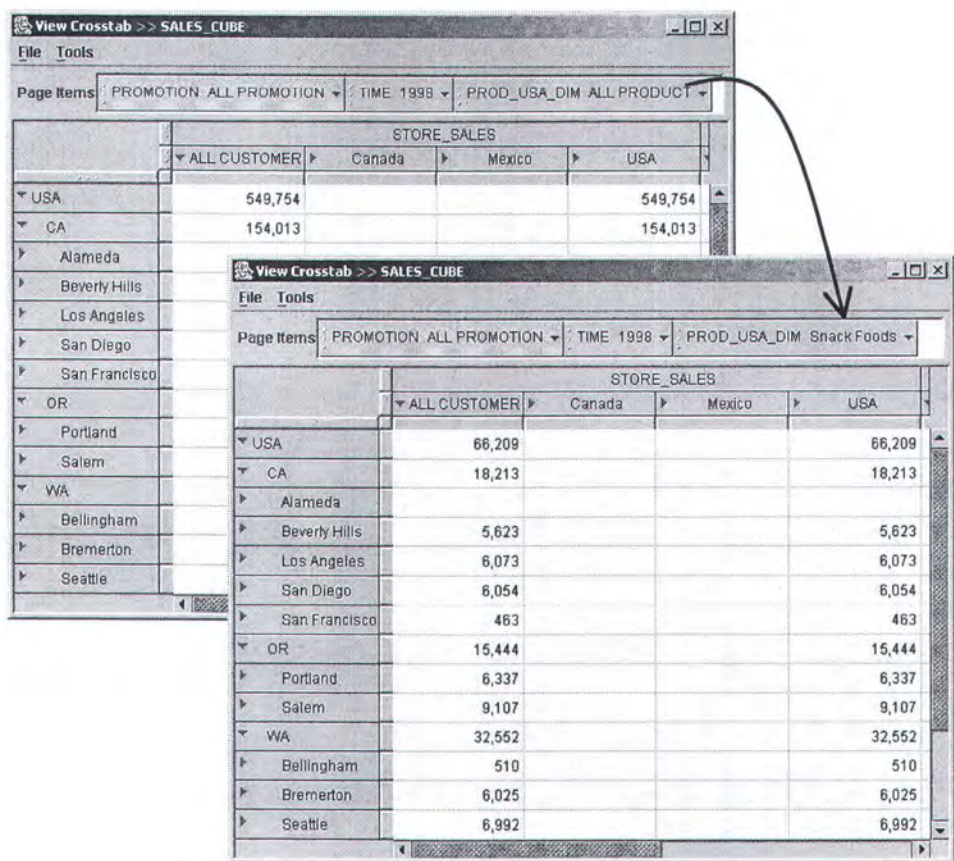 View Crosstab >> SALES_CUBE
File Tools
Page Items PROMOTION ALL PROMOTION TIME 1998 PROD_USA_DIM ALL PRODUCT
STORE_SALES
ALL CUSTOMER Canada Mexico USA
USA 549,754 549,754
CA 154,013 154,013
Alameda
Beverly Hills
Los Angeles
San Diego
San Francisco
OR
Portland
Salem
WA
Bellingham
Bremerton
Seattle
View Crosstab >> SALES_CUBE
File Tools
Page Items PROMOTION ALL PROMOTION TIME 1998 PROD_USA_DIM Snack Foods
STORE_SALES
ALL CUSTOMER Canada Mexico USA
USA 66,209 66,209
CA 18,213 18,213
Alameda
Beverly Hills 5,623 5,623
Los Angeles 6,073 6,073
San Diego 6,054 6,054
San Francisco 463 463
OR 15,444 15,444
Portland 6,337 6,337
Salem 9,107 9,107
WA 32,552 32,552
Bellingham 510 510
Bremerton 6,025 6,025
Seattle 6,992 6,992